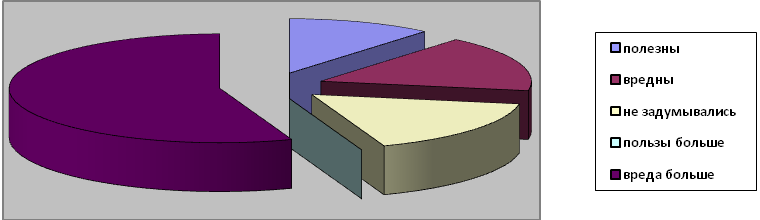 полезны
вредны
не задумывались
пользы больше
вреда больше